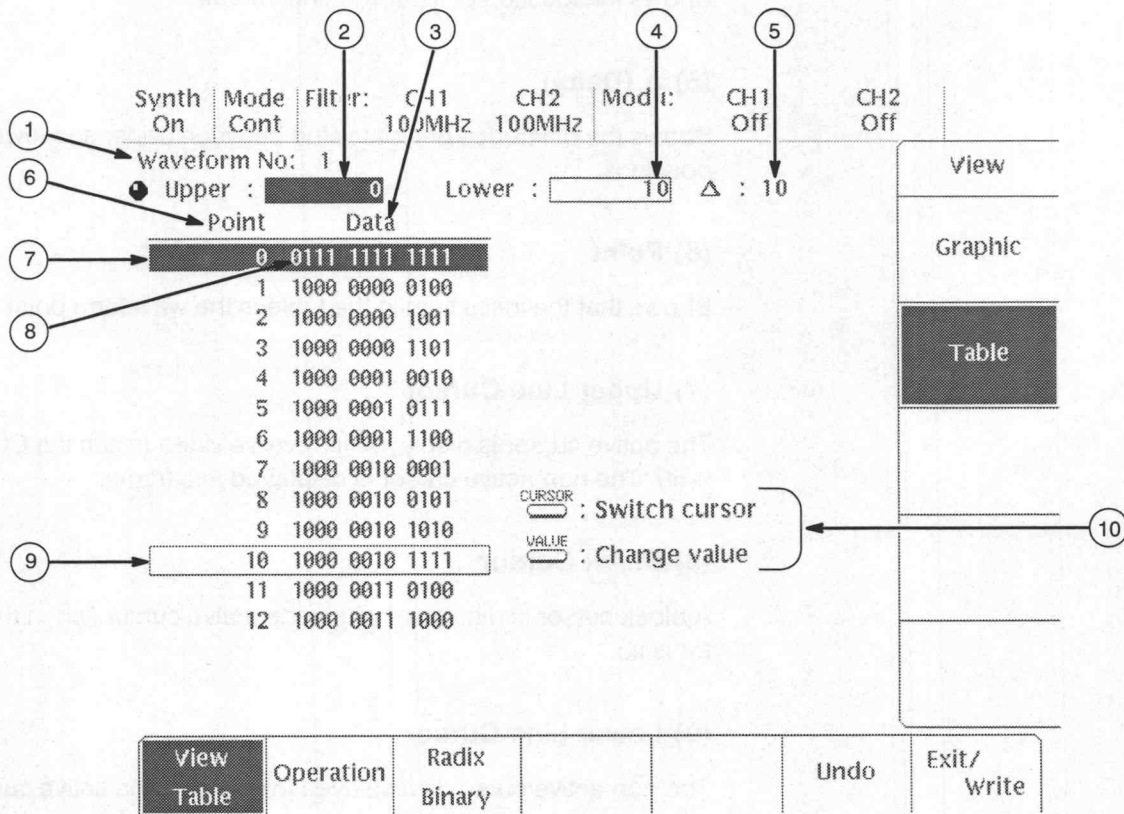 2 3 4 5
Synth Mode Filter: CH1 CH2 Modu: CH1 CH2
On Cont 100MHz 100MHz Off Off
1
Waveform No: 1
View
6
Upper : 0 Lower : 10 Δ : 10
Point Data
Graphic
7
0 0111 1111 1111
8
1 1000 0000 0100
2 1000 0000 1001
3 1000 0000 1101
Table
4 1000 0001 0010
5 1000 0001 0111
6 1000 0001 1100
7 1000 0010 0001
8 1000 0010 0101
CURSOR : Switch cursor
9 1000 0010 1010
10
9
10 1000 0010 1111
VALUE : Change value
11 1000 0011 0100
12 1000 0011 1000
View Table
Operation
Radix Binary
Undo
Exit/ Write